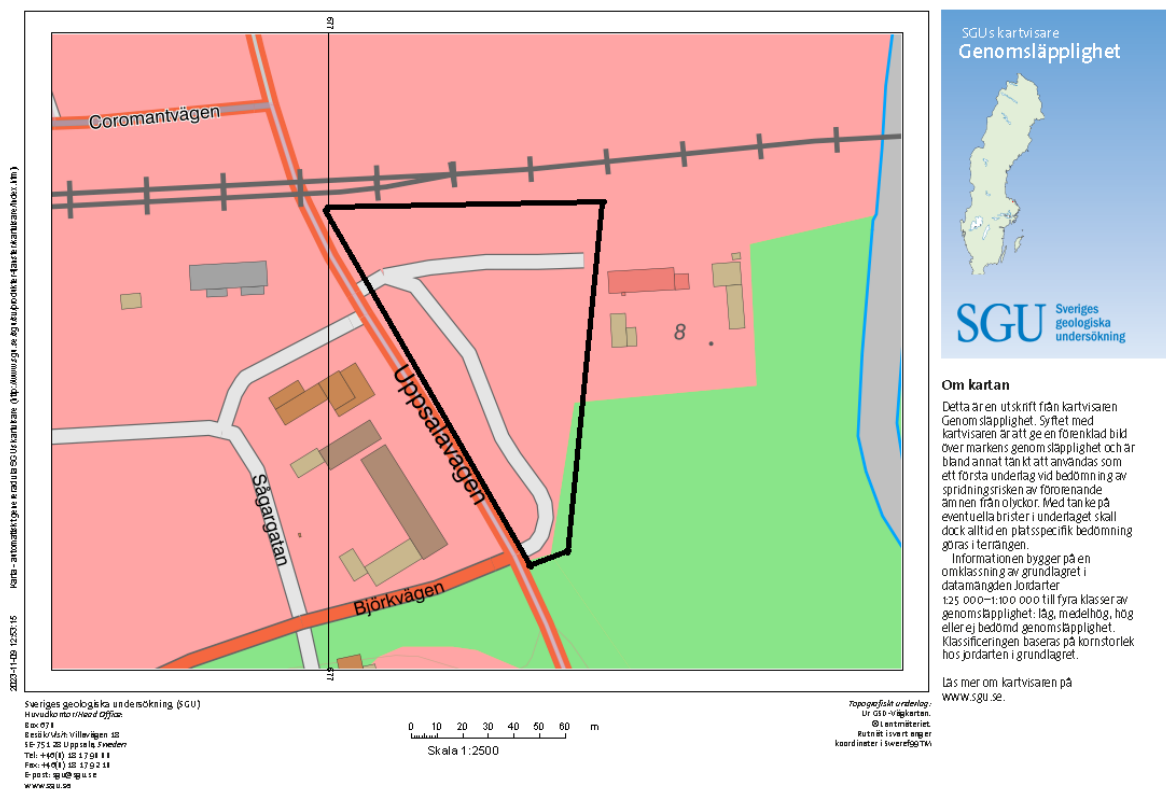 677
Coromantvägen
Uppsalavägen
8
Sågargatan
Björkvägen
677
2023-11-09 12:53:15
SGUs kartvisare
Genomsläpplighet
SGU Sveriges
geologiska
undersökning
Om kartan
Detta är en utskrift från kartvisaren
Genomsläpplighet. Syftet med
kartvisaren är att ge en förenklad bild
över markens genomsläpplighet och är
bland annat tänkt att användas som
ett första underlag vid bedömning av
spridningsrisken av förorenande
ämnen från olyckor. Med tanke på
eventuella brister i underlaget skall
dock alltid en platsspecifik bedömning
göras i terrängen.
Informationen bygger på en
omklassning av grundlagret i
datamängden Jordarter
1:25 000–1:100 000 till fyra klasser av
genomsläpplighet: låg, medelhög, hög
eller ej bedömd genomsläpplighet.
Klassificeringen baseras på kornstorlek
hos jordarten i grundlagret.
Läs mer om kartvisaren på
www.sgu.se.
Sveriges geologiska undersökning (SGU)
Huvudkontor/Head Office:
Box 670
Besök/Visit: Villavägen 18
SE-751 28 Uppsala, Sweden
Tel: +46(0) 18 17 90 00
Fax: +46(0) 18 17 92 10
E-post: sgu@sgu.se
www.sgu.se
0 10 20 30 40 50 60 m
Skala 1:2500
Topografiskt underlag:
Ur GSD-Vägkartan.
© Lantmäteriet.
Rutnät i svart anger
koordinater i Sweref99TM